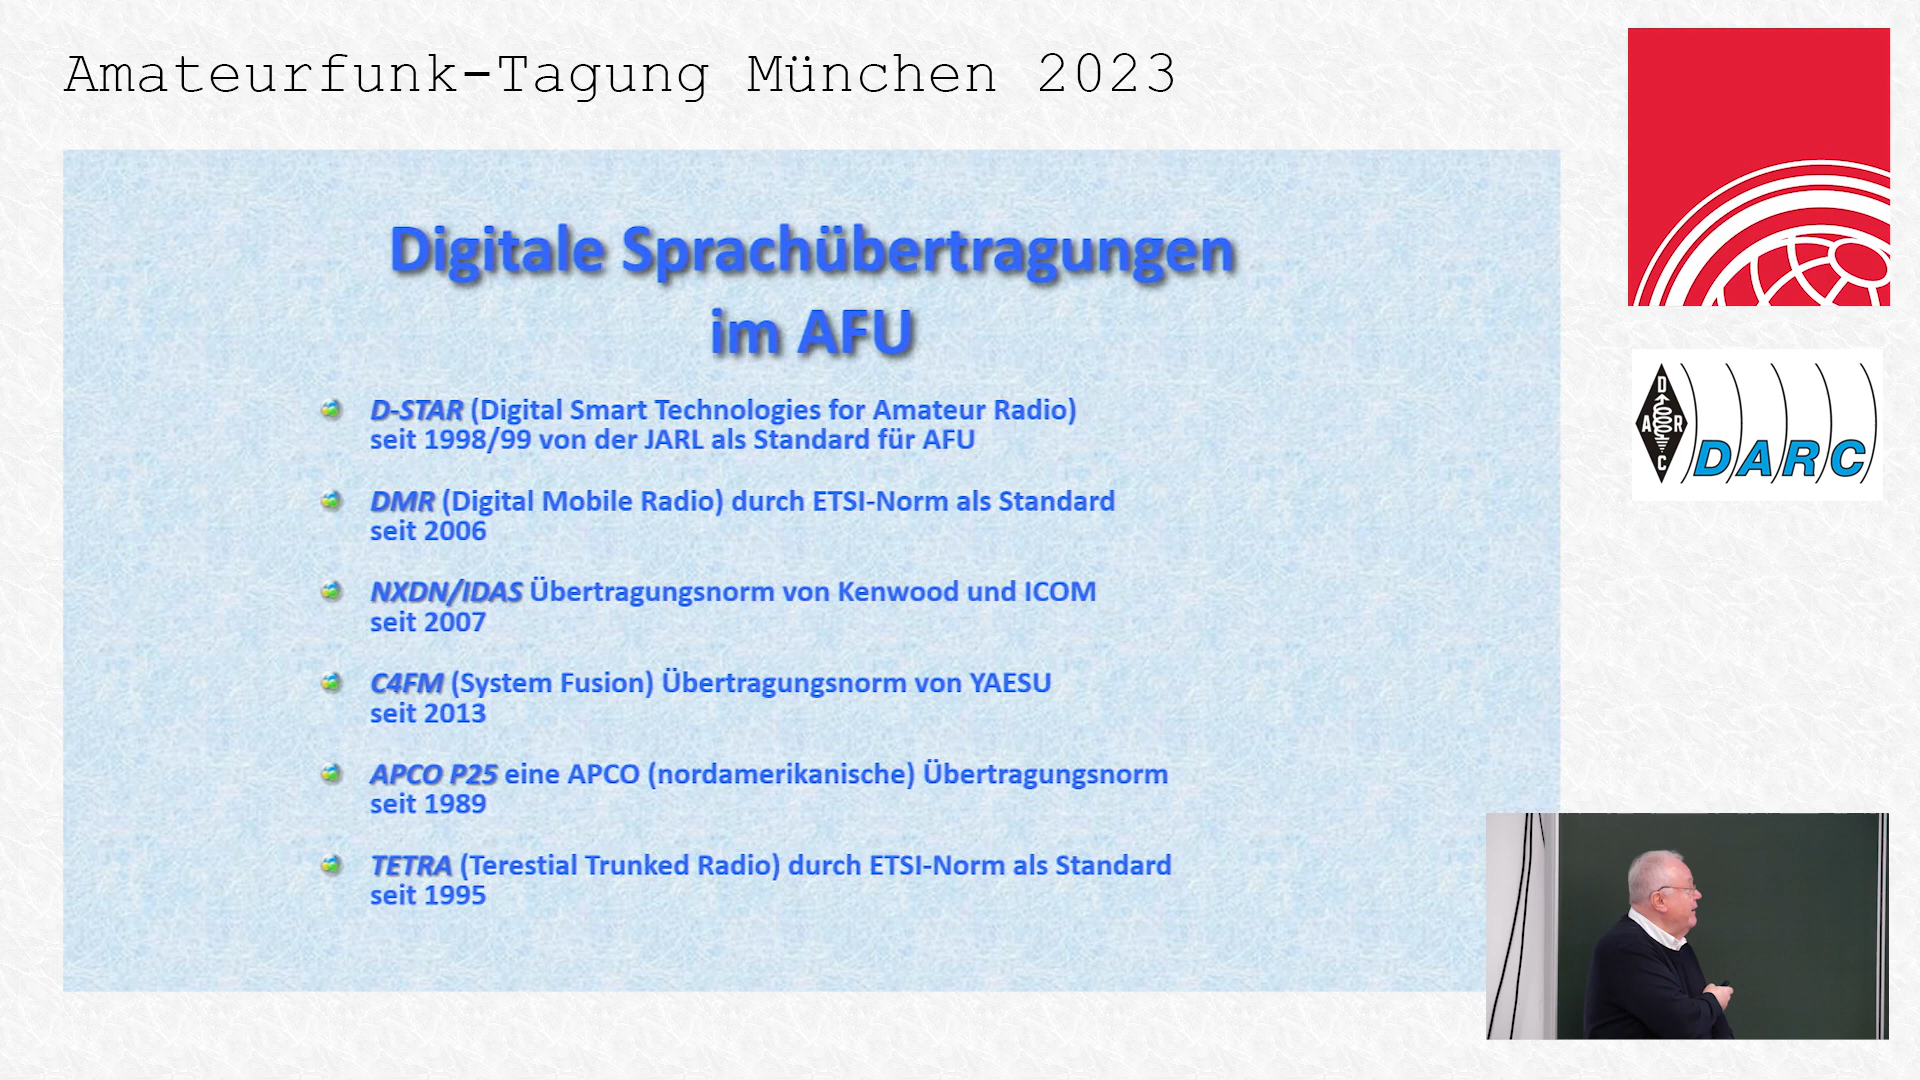 Amateurfunk-Tagung München 2023
Digitale Sprachübertragungen
im AFU
D-STAR (Digital Smart Technologies for Amateur Radio)
seit 1998/99 von der JARL als Standard für AFU
DMR (Digital Mobile Radio) durch ETSI-Norm als Standard
seit 2006
NXDN/IDAS Übertragungsnorm von Kenwood und ICOM
seit 2007
C4FM (System Fusion) Übertragungsnorm von YAESU
seit 2013
APCO P25 eine APCO (nordamerikanische) Übertragungsnorm
seit 1989
TETRA (Terestial Trunked Radio) durch ETSI-Norm als Standard
seit 1995
D
A R
C
DARC